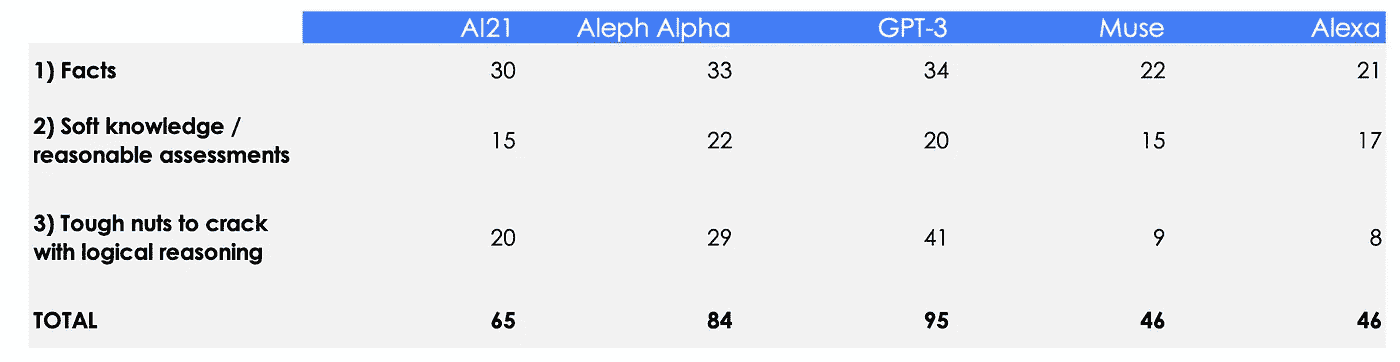 AI21 Aleph Alpha GPT-3 Muse Alexa
1) Facts 30 33 34 22 21
2) Soft knowledge /
reasonable assessments 15 22 20 15 17
3) Tough nuts to crack
with logical reasoning 20 29 41 9 8
TOTAL 65 84 95 46 46